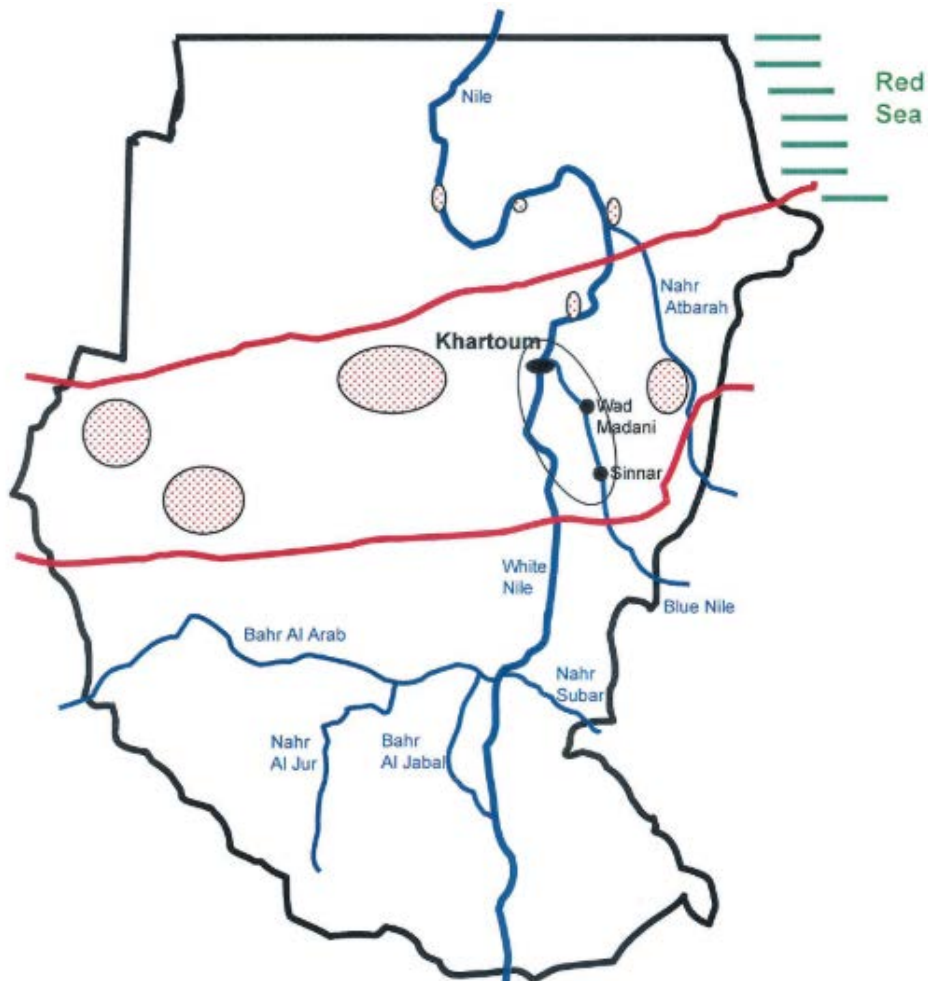 Nile
Red
Sea
Nahr
Atbarah
Khartoum
Wad
Madani
Sinnar
White
Nile
Blue Nile
Bahr Al Arab
Nahr
Subar
Nahr
Al Jur
Bahr
Al Jabal